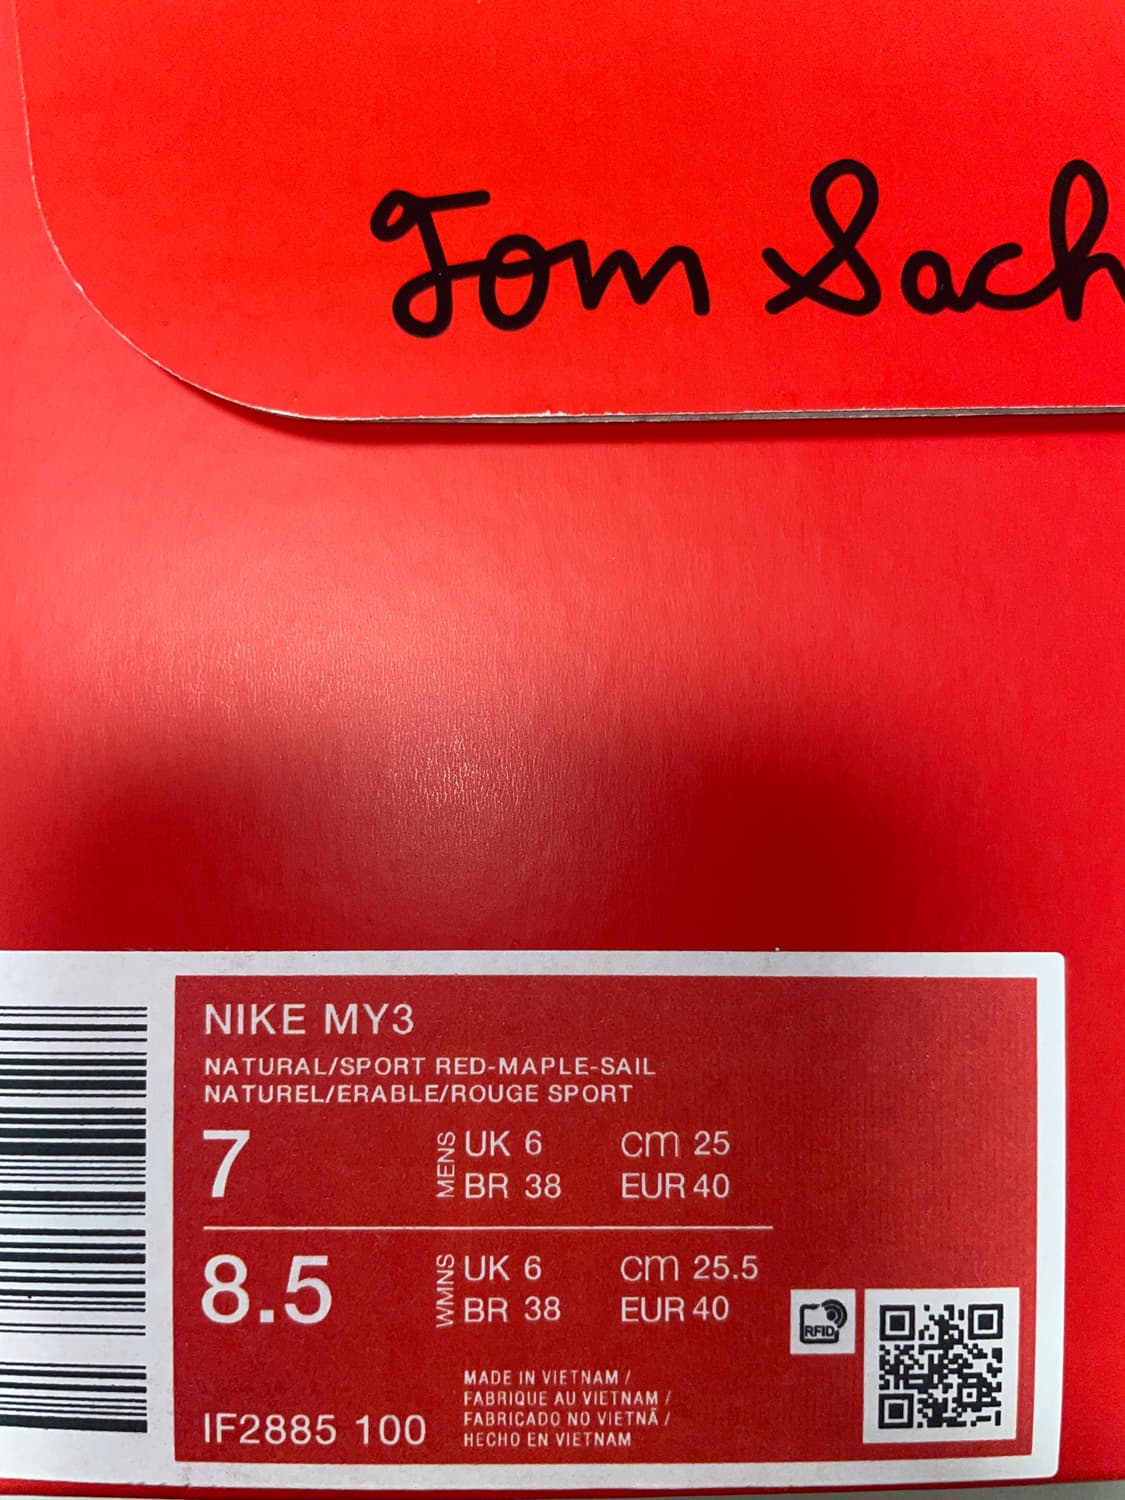 Tom Sach
NIKE MY3
NATURAL/SPORT RED-MAPLE-SAIL
NATUREL/ERABLE/ROUGE SPORT
7
MENS
UK 6
cm 25
BR 38
EUR 40
8.5
WMNS
UK 6
cm 25.5
BR 38
EUR 40
RFID
MADE IN VIETNAM /
FABRIQUE AU VIETNAM /
FABRICADO NO VIETNÃ /
HECHO EN VIETNAM
IF2885 100